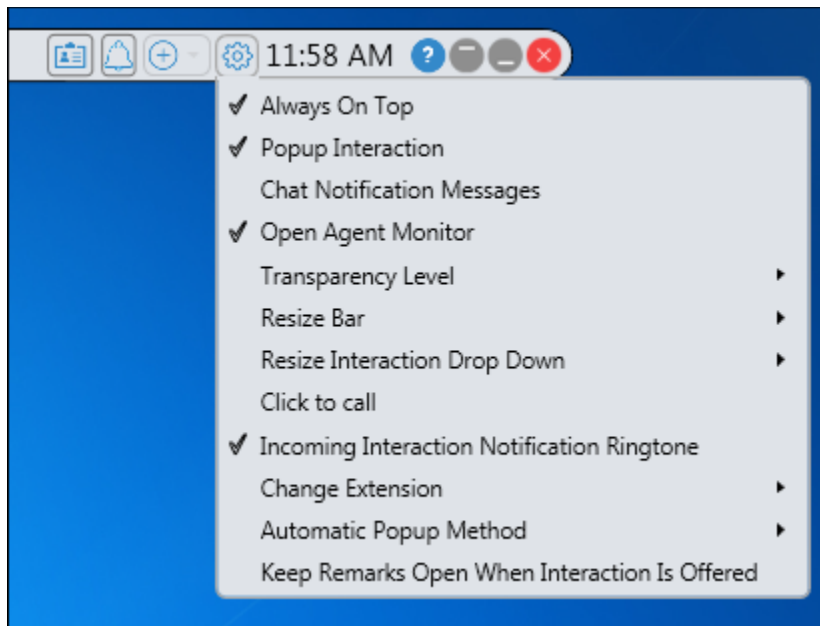 11:58 AM ?
Always On Top
Popup Interaction
Chat Notification Messages
Open Agent Monitor
Transparency Level
Resize Bar
Resize Interaction Drop Down
Click to call
Incoming Interaction Notification Ringtone
Change Extension
Automatic Popup Method
Keep Remarks Open When Interaction Is Offered